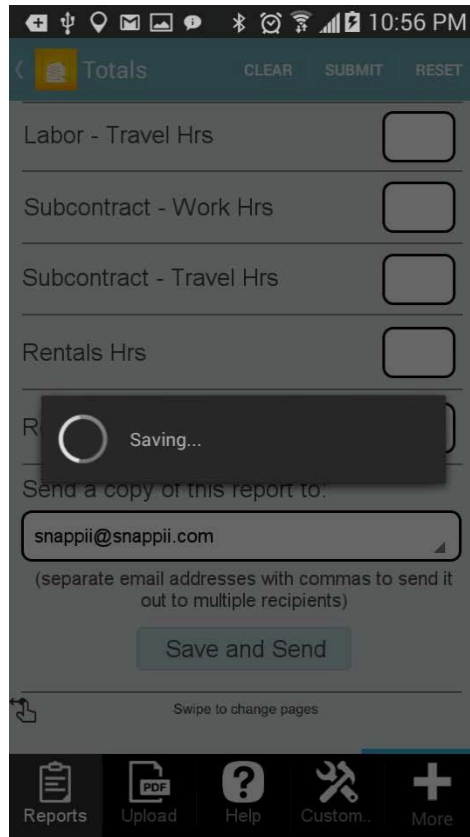 10:56 PM
Totals CLEAR SUBMIT RESET
Labor - Travel Hrs
Subcontract - Work Hrs
Subcontract - Travel Hrs
Rentals Hrs
Saving...
Send a copy of this report to:
snappii@snappii.com
(separate email addresses with commas to send it
out to multiple recipients)
Save and Send
Swipe to change pages
PDF
Reports Upload Help Custom.. More